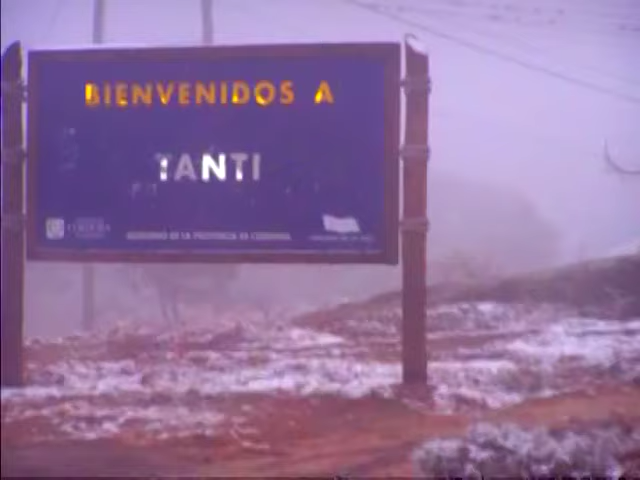 BIENVENIDOS A
TANTI
GOBIERNO DE LA PROVINCIA DE CÓRDOBA